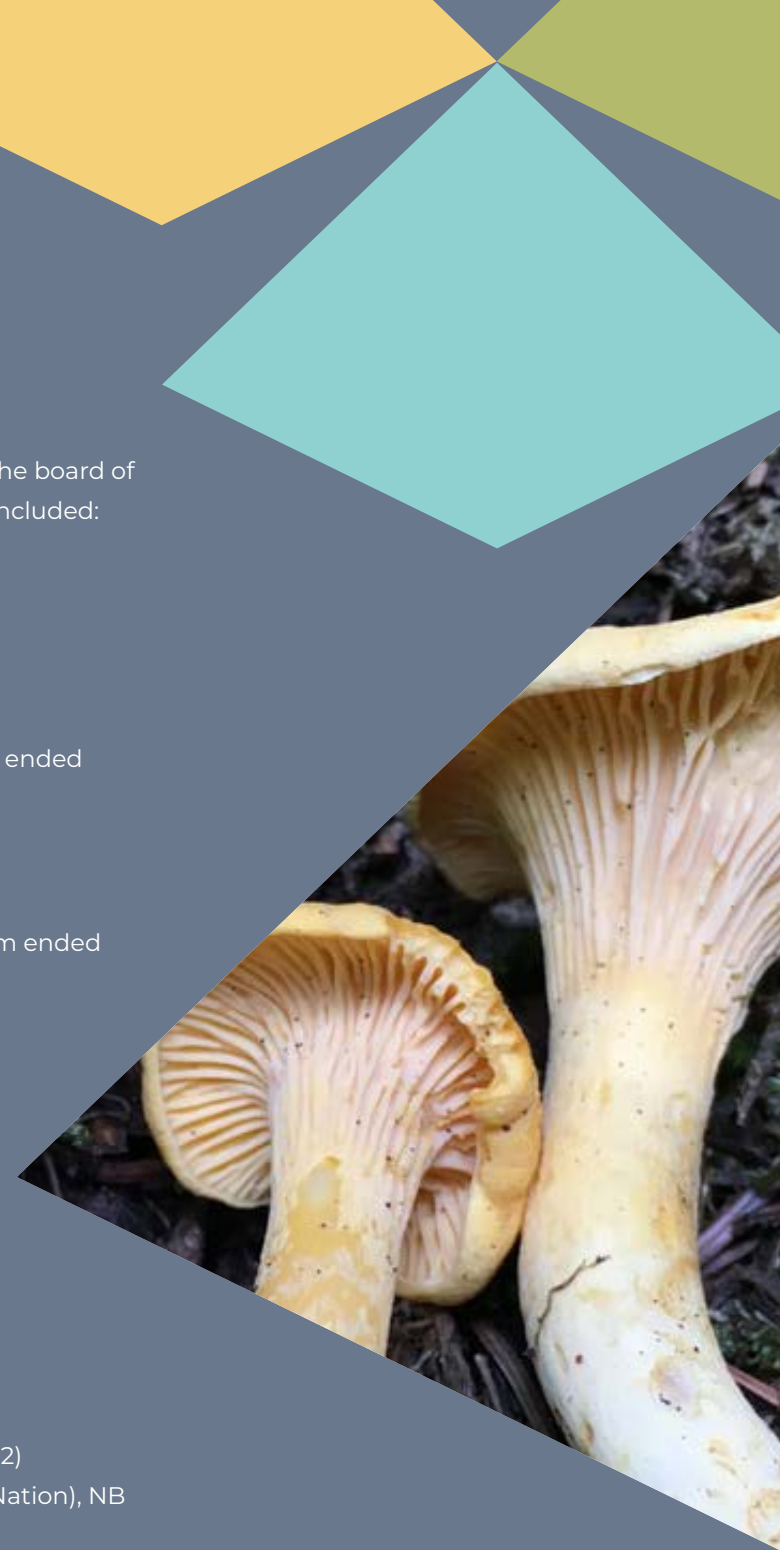 he board of
ncluded:
ended
m ended
2)
Nation), NB